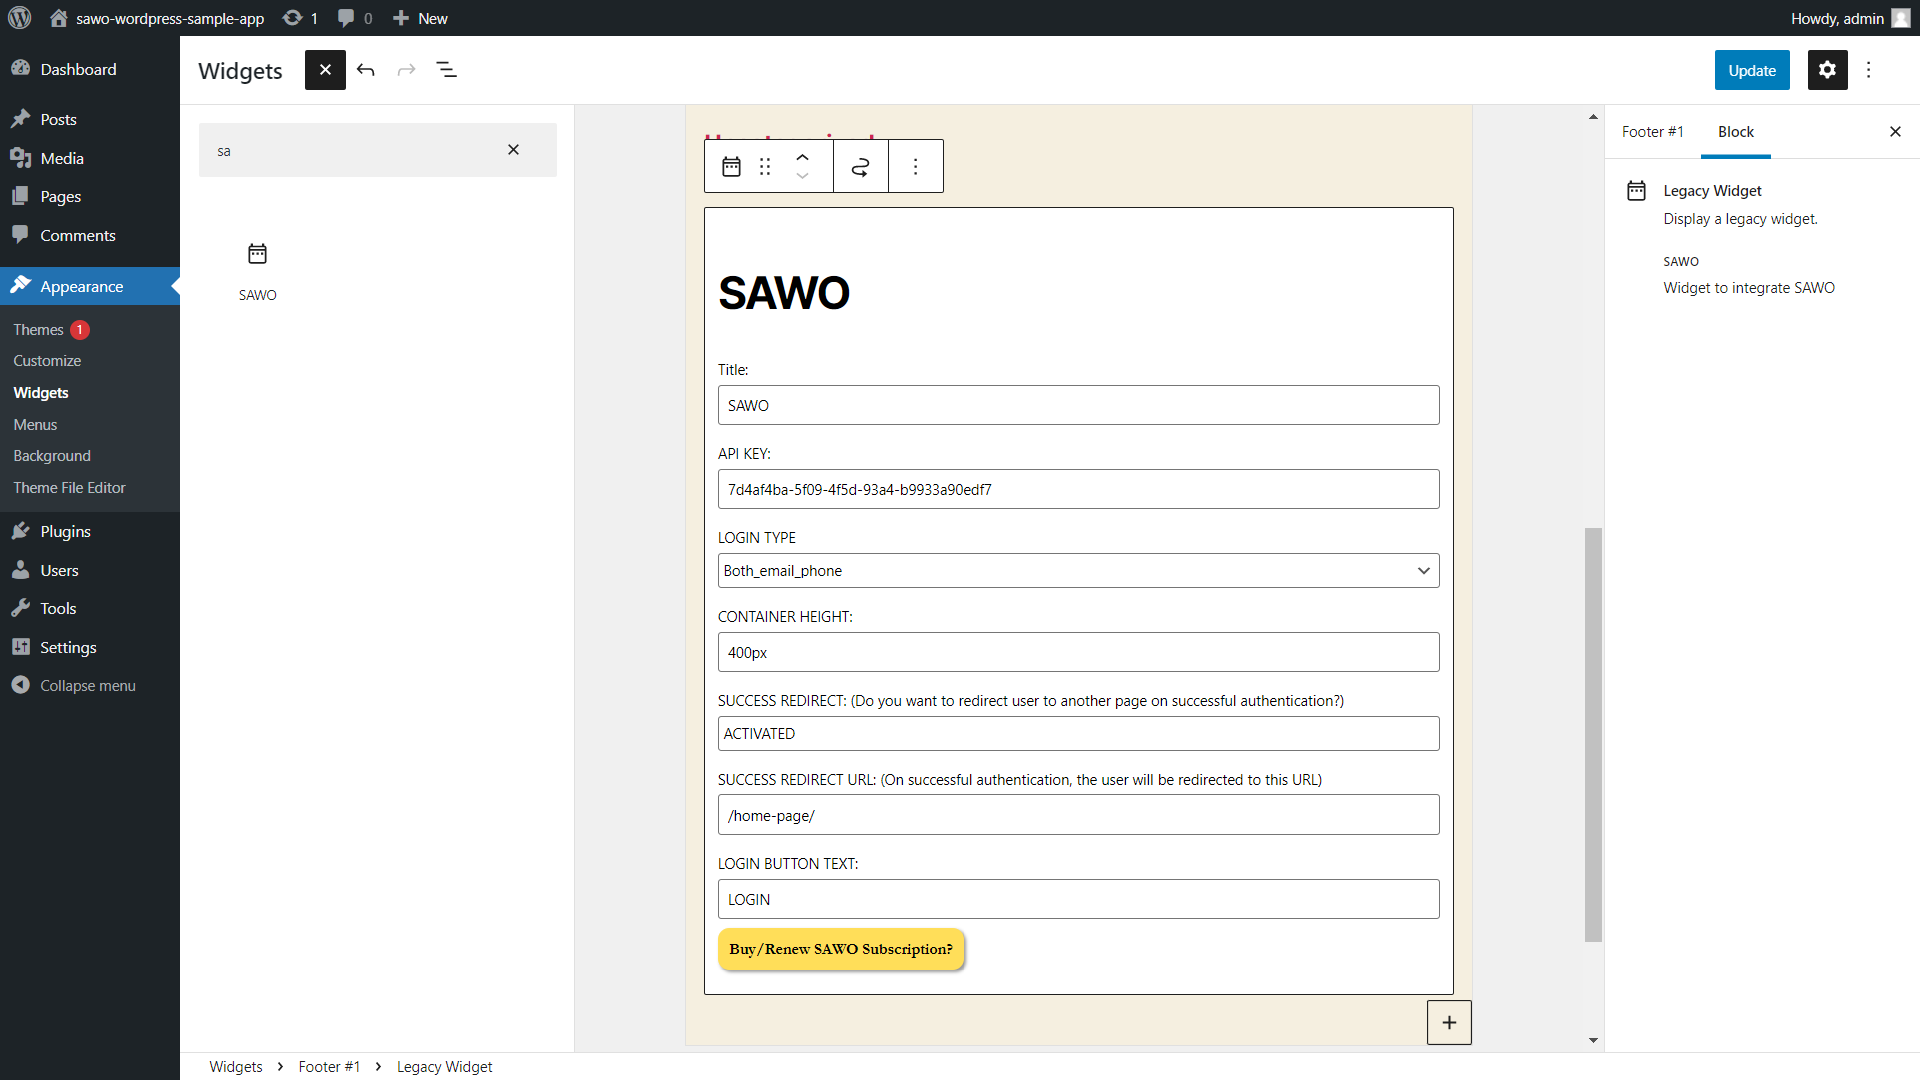 sawo-wordpress-sample-app 1 0 New Howdy, admin
Dashboard
Posts
Media
Pages
Comments
Appearance
Themes 1
Customize
Widgets
Menus
Background
Theme File Editor
Plugins
Users
Tools
Settings
Collapse menu
Widgets Update
sa
SAWO
SAWO
Title:
SAWO
API KEY:
7d4af4ba-5f09-4f5d-93a4-b9933a90edf7
LOGIN TYPE
Both_email_phone
CONTAINER HEIGHT:
400px
SUCCESS REDIRECT: (Do you want to redirect user to another page on successful authentication?)
ACTIVATED
SUCCESS REDIRECT URL: (On successful authentication, the user will be redirected to this URL)
/home-page/
LOGIN BUTTON TEXT:
LOGIN
Buy/Renew SAWO Subscription?
Footer #1 Block
Legacy Widget
Display a legacy widget.
SAWO
Widget to integrate SAWO
Widgets > Footer #1 > Legacy Widget